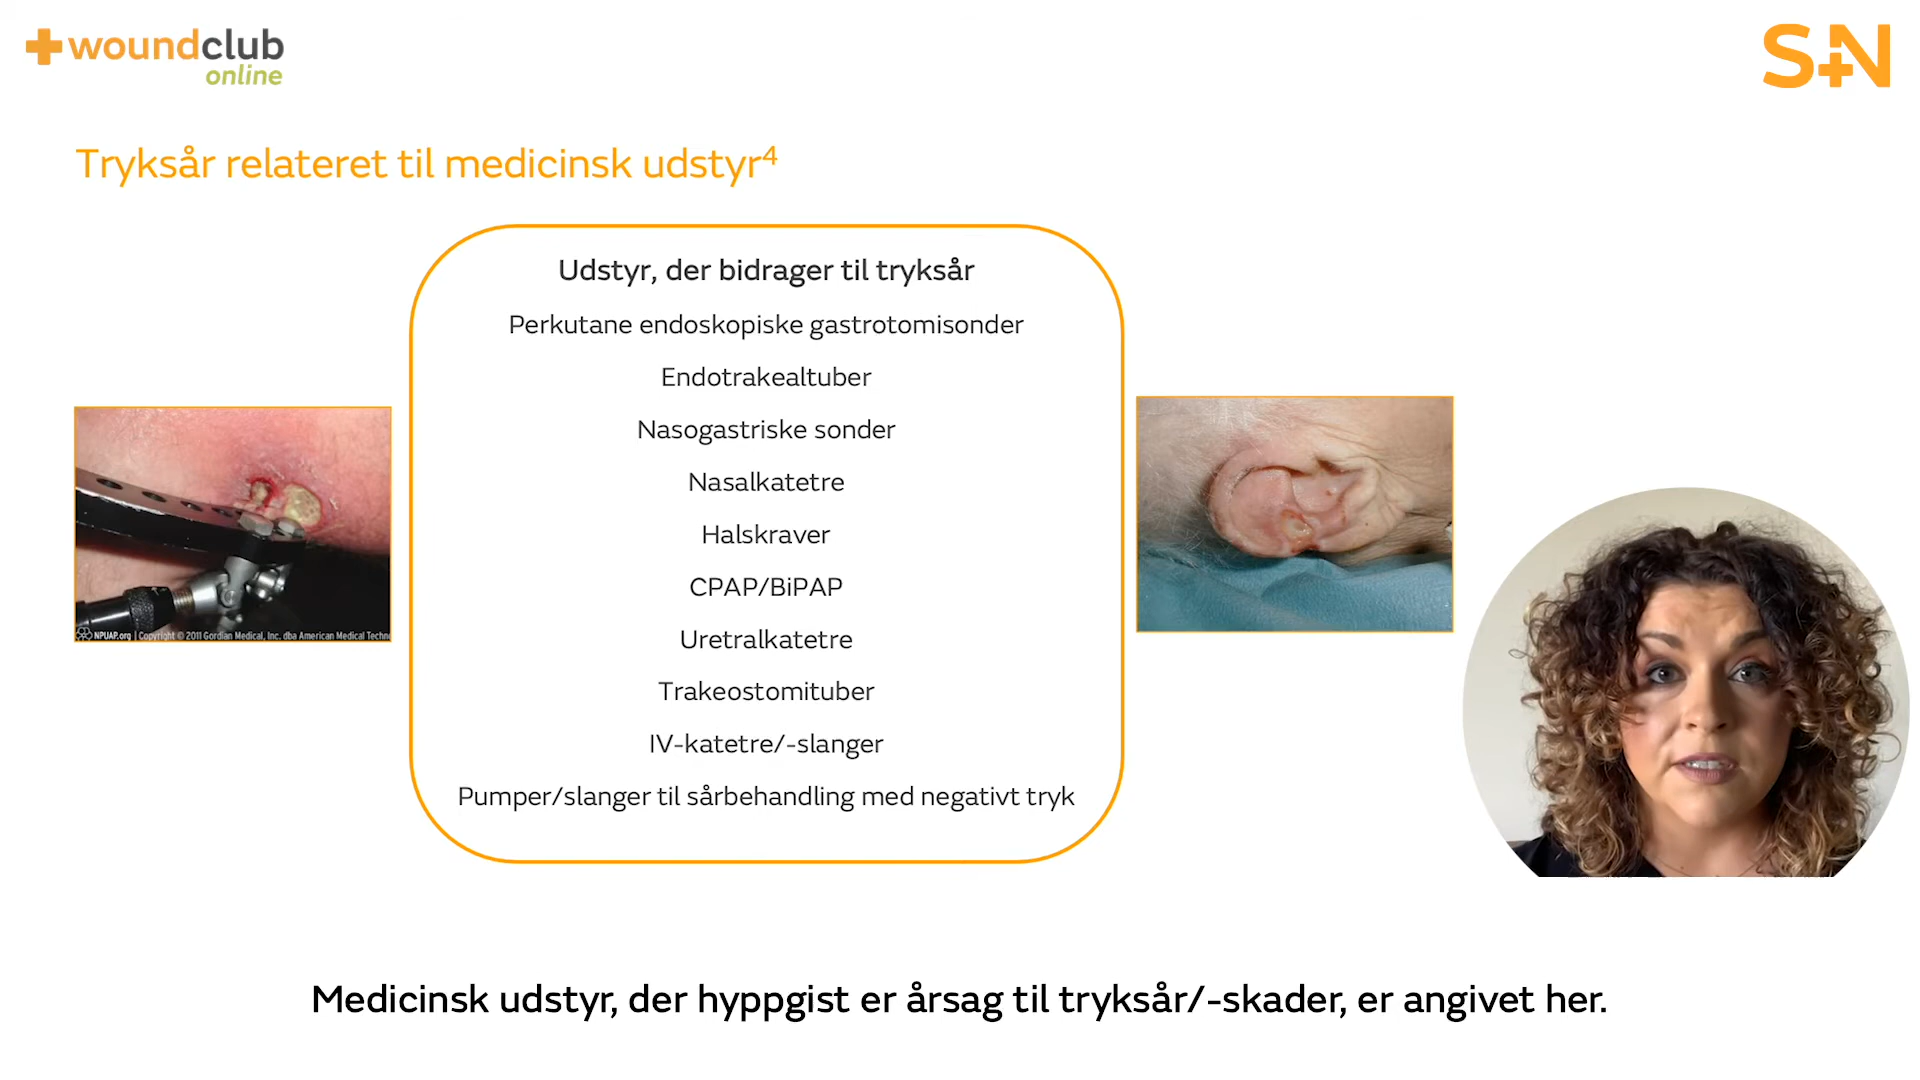 woundclub
online
S+N
Tryksår relateret til medicinsk udstyr⁴
Udstyr, der bidrager til tryksår
Perkutane endoskopiske gastrotomisonder
Endotrakealtuber
Nasogastriske sonder
Nasalkatetre
Halskraver
CPAP/BiPAP
Uretralkatetre
Trakeostomituber
IV-katetre/-slanger
Pumper/slanger til sårbehandling med negativt tryk
NPUAP.org | Copyright © 2011 Gordian Medical, Inc. dba American Medical Techn
Medicinsk udstyr, der hyppgist er årsag til tryksår/-skader, er angivet her.